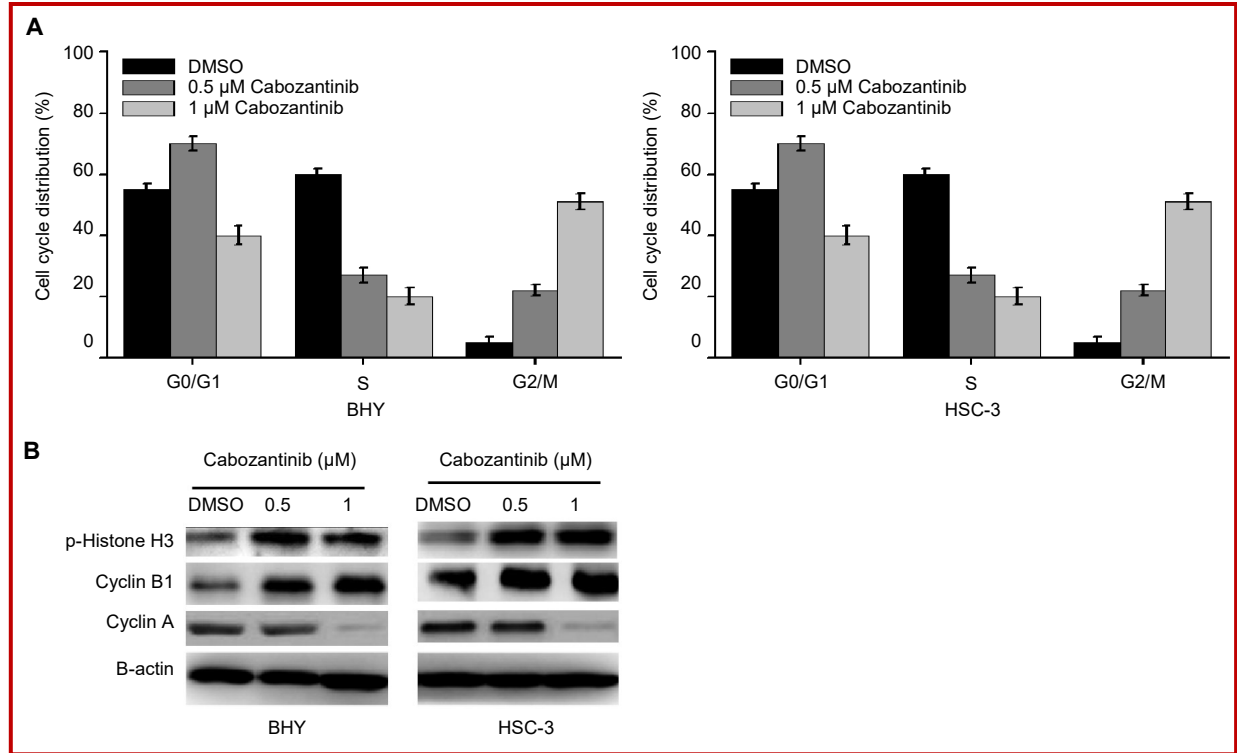 A
100
80
60
40
20
0
Cell cycle distribution (%)
DMSO
0.5 µM Cabozantinib
1 µM Cabozantinib
G0/G1
S
G2/M
BHY
100
80
60
40
20
0
Cell cycle distribution (%)
DMSO
0.5 µM Cabozantinib
1 µM Cabozantinib
G0/G1
S
G2/M
HSC-3
B
Cabozantinib (µM)
DMSO 0.5 1
Cabozantinib (µM)
DMSO 0.5 1
p-Histone H3
Cyclin B1
Cyclin A
B-actin
BHY
HSC-3